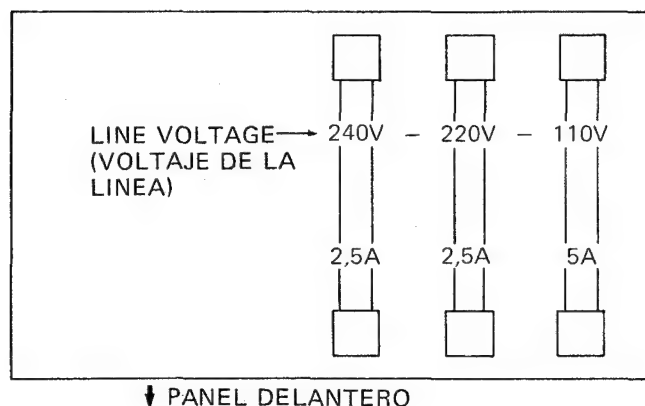 LINE VOLTAGE→ 240V – 220V – 110V
(VOLTAJE DE LA
LINEA)
2,5A 2,5A 5A
⬇ PANEL DELANTERO